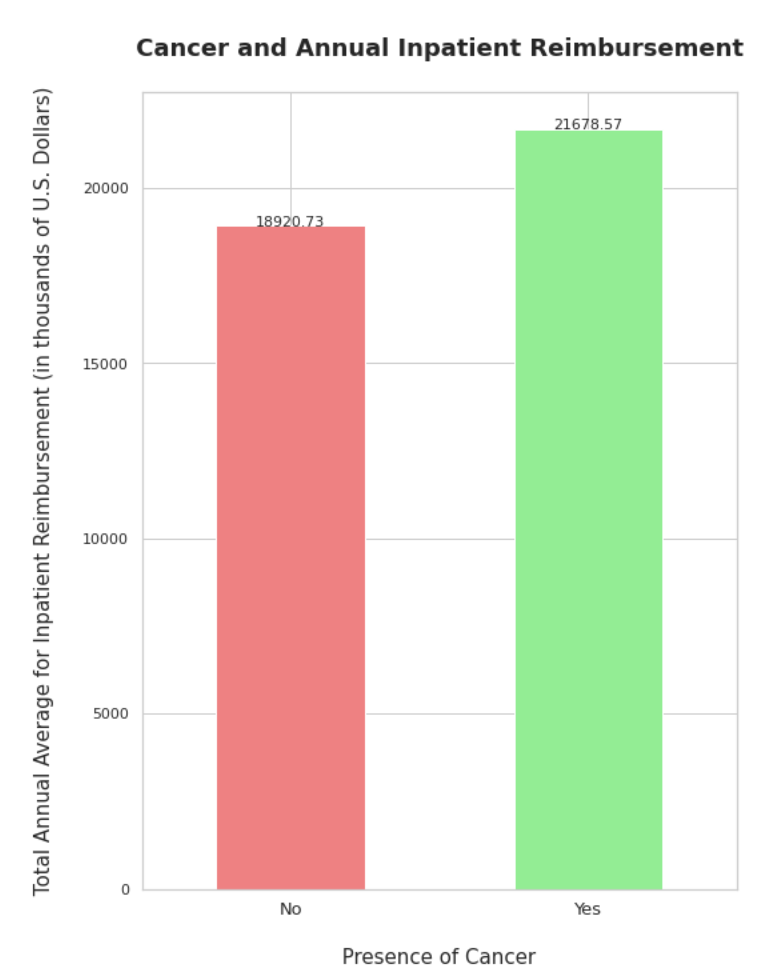 Cancer and Annual Inpatient Reimbursement
Total Annual Average for Inpatient Reimbursement (in thousands of U.S. Dollars)
21678.57
20000
18920.73
15000
10000
5000
0
No
Yes
Presence of Cancer